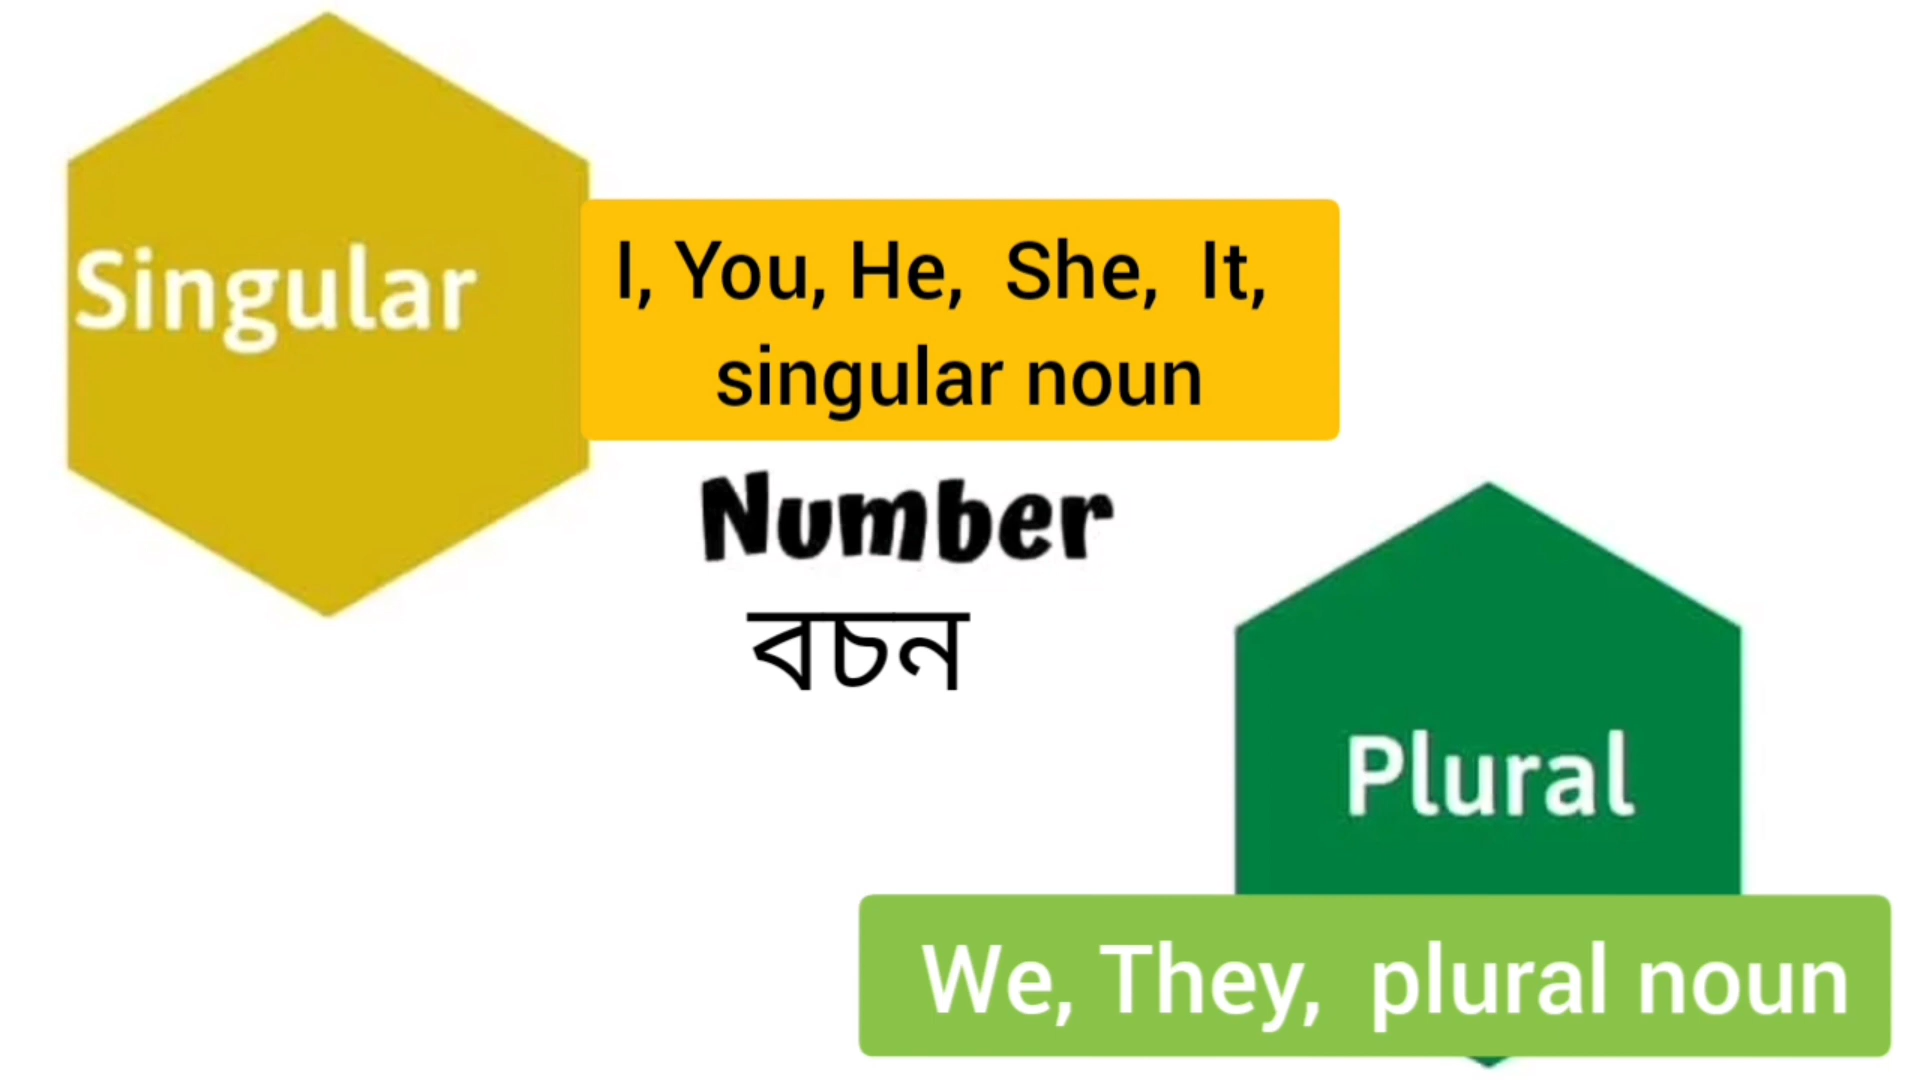 Singular
I, You, He, She, It,
singular noun
Number
বচন
Plural
We, They, plural noun